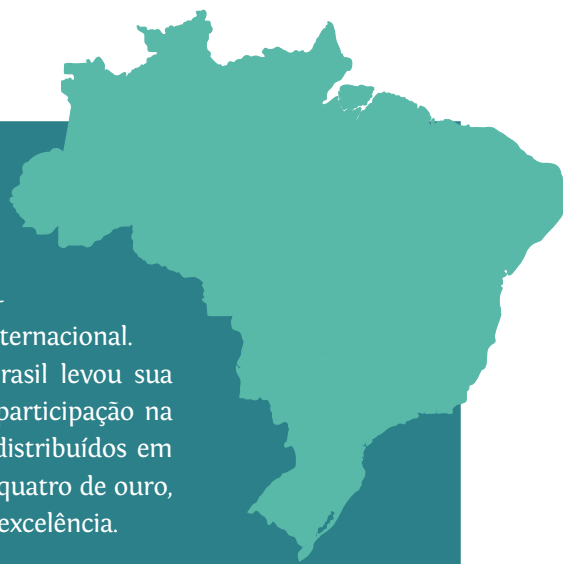 ternacional.
rasil levou sua
participação na
distribuídos em
quatro de ouro,
excelência.